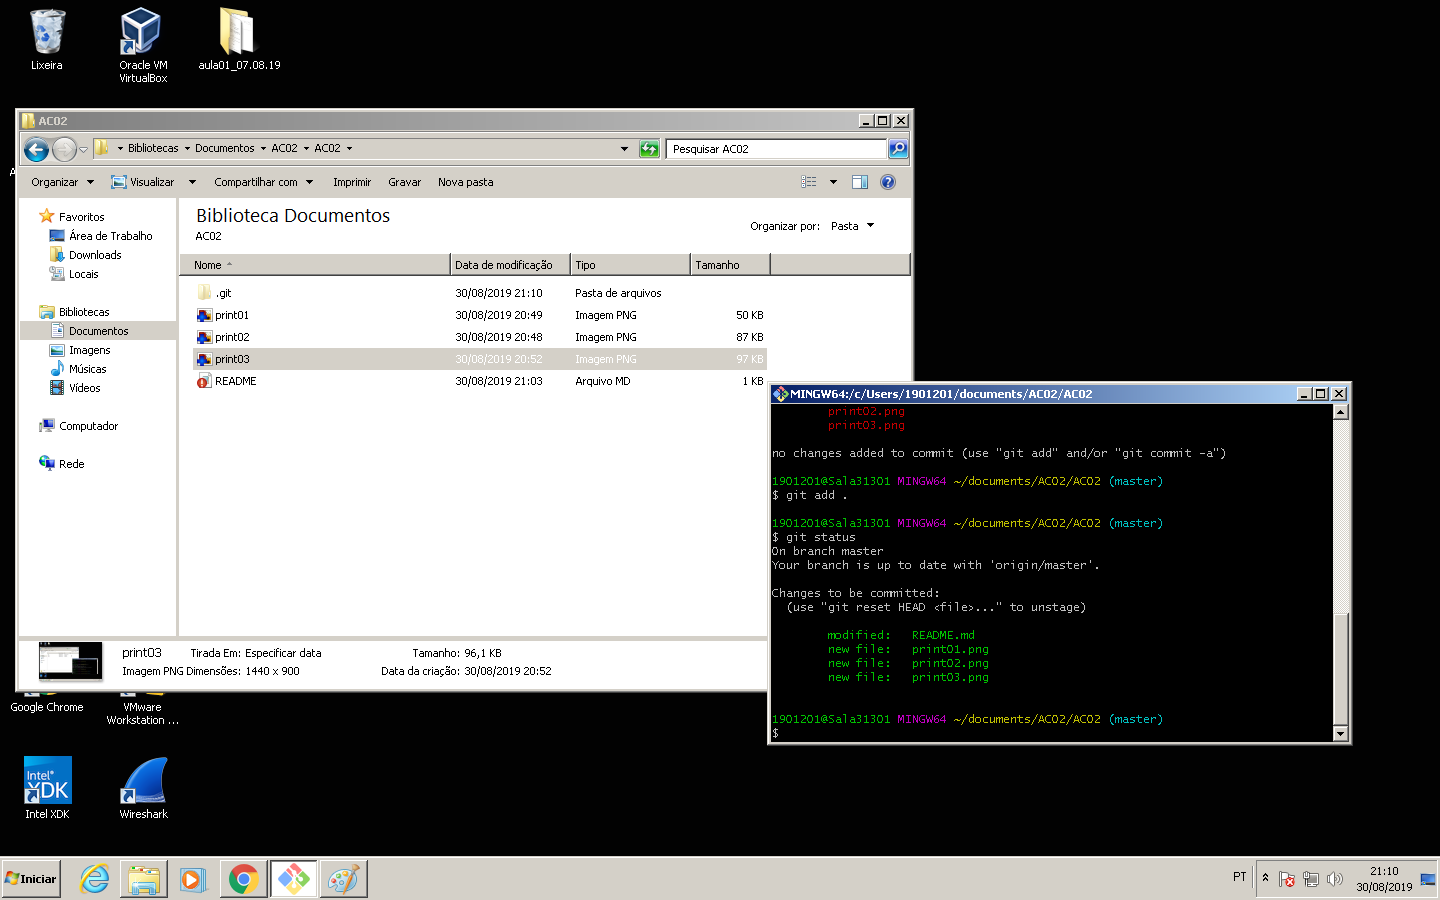 Lixeira
Oracle VM
VirtualBox
aula01_07.08.19
AC02
Bibliotecas
Documentos
AC02
AC02
Pesquisar AC02
Organizar
Visualizar
Compartilhar com
Imprimir
Gravar
Nova pasta
Favoritos
Área de Trabalho
Downloads
Locais
Bibliotecas
Documentos
Imagens
Músicas
Vídeos
Computador
Rede
Biblioteca Documentos
AC02
Organizar por: Pasta
Nome Data de modificação Tipo Tamanho
.git 30/08/2019 21:10 Pasta de arquivos
print01 30/08/2019 20:49 Imagem PNG 50 KB
print02 30/08/2019 20:48 Imagem PNG 87 KB
print03 30/08/2019 20:52 Imagem PNG 97 KB
README 30/08/2019 21:03 Arquivo MD 1 KB
print03 Tirada Em: Especificar data Tamanho: 96,1 KB
Imagem PNG Dimensões: 1440 x 900 Data da criação: 30/08/2019 20:52
MINGW64:/c/Users/1901201/documents/AC02/AC02
print02.png
print03.png
no changes added to commit (use "git add" and/or "git commit -a")
1901201@Sala31301 MINGW64 ~/documents/AC02/AC02 (master)
$ git add .
1901201@Sala31301 MINGW64 ~/documents/AC02/AC02 (master)
$ git status
On branch master
Your branch is up to date with 'origin/master'.
Changes to be committed:
(use "git reset HEAD <file>..." to unstage)
modified: README.md
new file: print01.png
new file: print02.png
new file: print03.png
1901201@Sala31301 MINGW64 ~/documents/AC02/AC02 (master)
$
Google Chrome
VMware
Workstation ...
intel
XDK
Intel XDK
Wireshark
Iniciar
PT
21:10
30/08/2019